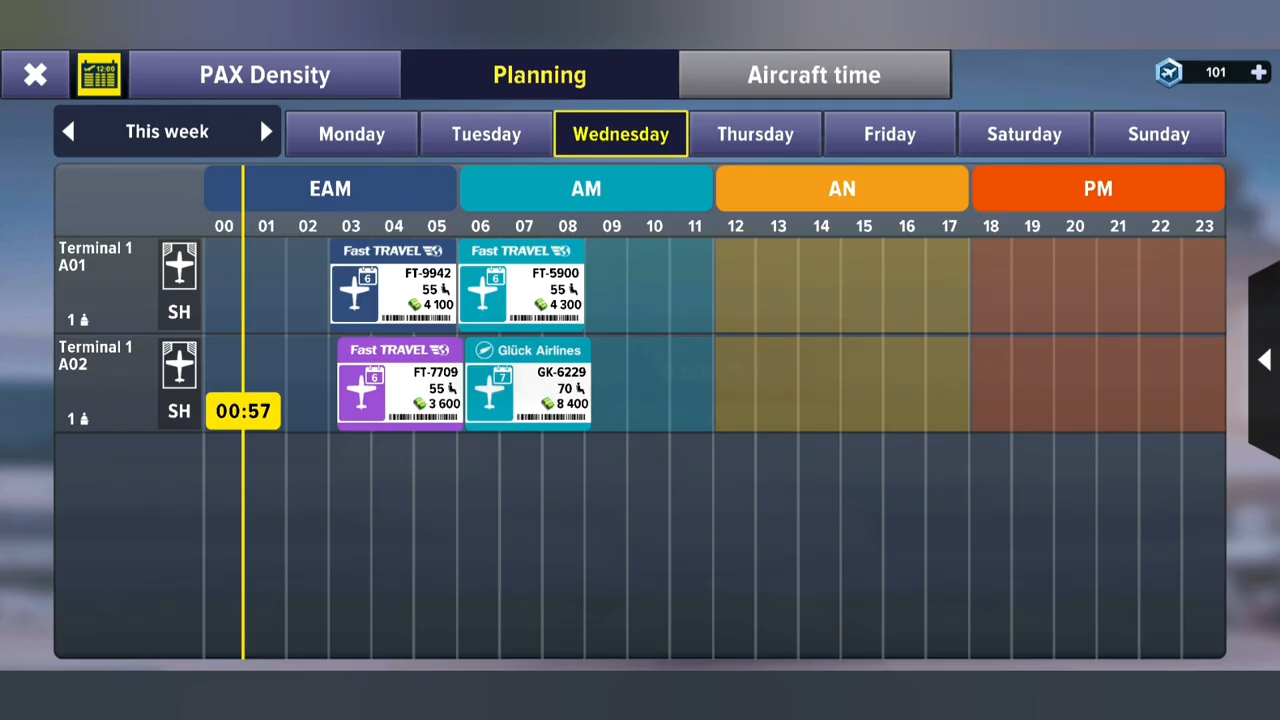 PAX Density
Planning
Aircraft time
101
This week
Monday
Tuesday
Wednesday
Thursday
Friday
Saturday
Sunday
EAM
AM
AN
PM
00 01 02 03 04 05 06 07 08 09 10 11 12 13 14 15 16 17 18 19 20 21 22 23
Terminal 1
A01
1
SH
Fast TRAVEL
6
FT-9942
55
4 100
Fast TRAVEL
6
FT-5900
55
4 300
Terminal 1
A02
1
SH
00:57
Fast TRAVEL
6
FT-7709
55
3 600
Glück Airlines
7
GK-6229
70
8 400